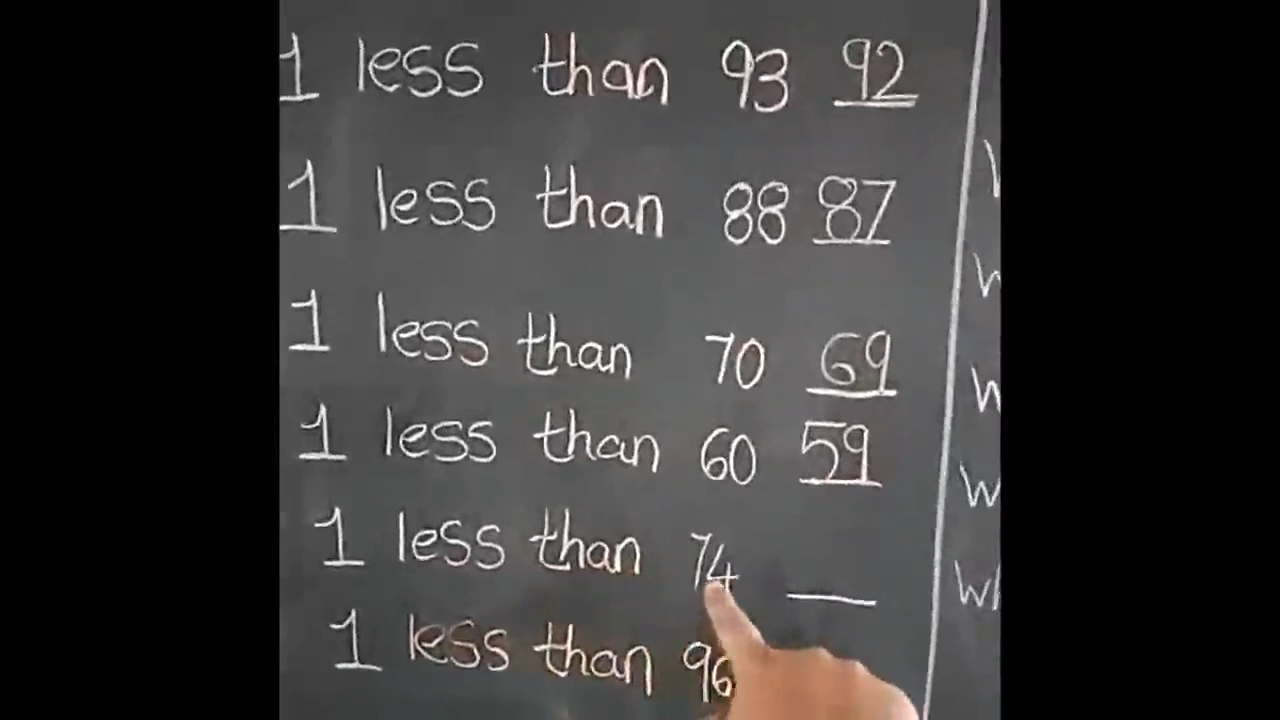 1 less than 93 92
1 less than 88 87
1 less than 70 69
1 less than 60 59
1 less than 74 __
1 less than 96